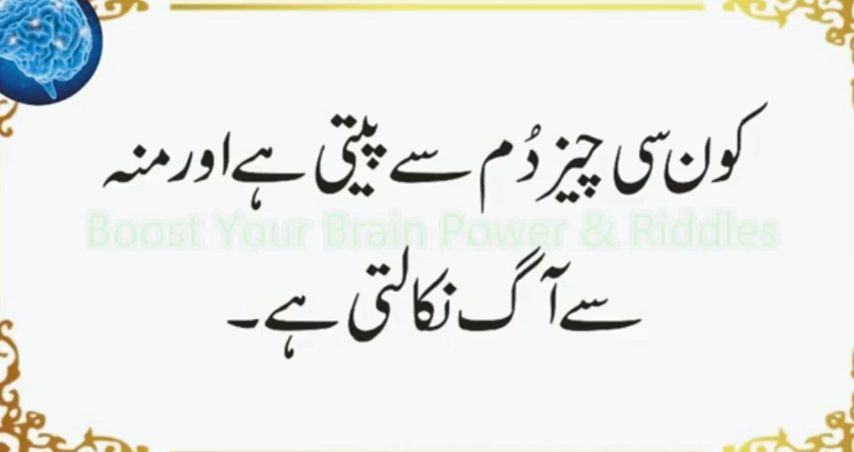 کون سی چیز دُم سے پیتی ہے اور منہ
Boost Your Brain Power & Riddles
سے آگ نکالتی ہے۔